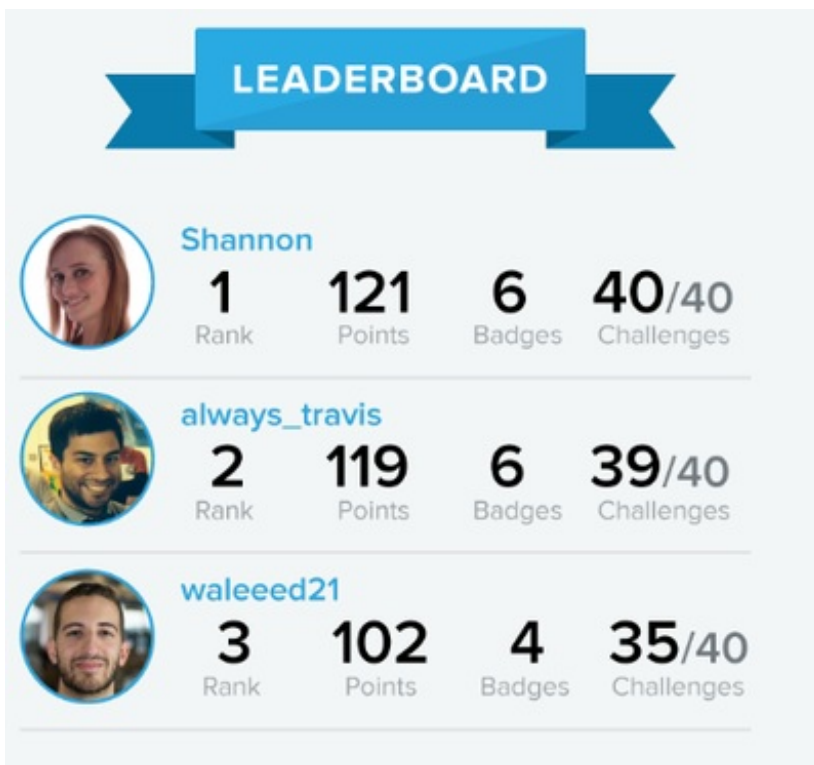 LEADERBOARD
Shannon
1 121 6 40/40
Rank Points Badges Challenges
always_travis
2 119 6 39/40
Rank Points Badges Challenges
waleeed21
3 102 4 35/40
Rank Points Badges Challenges